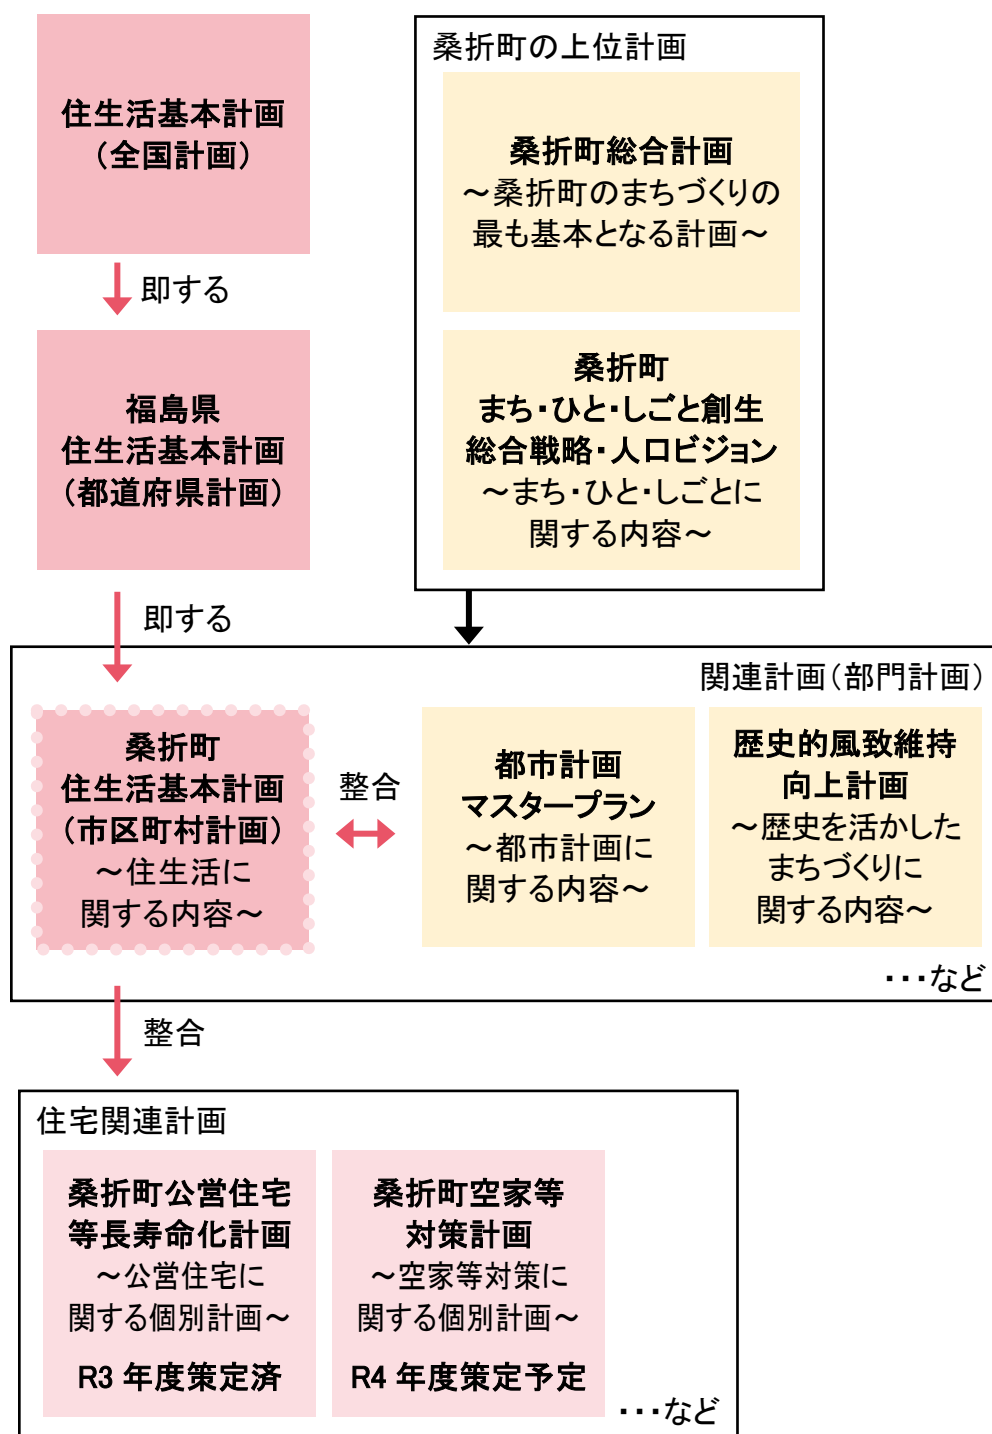 住生活基本計画
（全国計画）
即する
福島県
住生活基本計画
（都道府県計画）
即する
桑折町の上位計画
桑折町総合計画
～桑折町のまちづくりの
最も基本となる計画～
桑折町
まち・ひと・しごと創生
総合戦略・人口ビジョン
～まち・ひと・しごとに
関する内容～
関連計画（部門計画）
桑折町
住生活基本計画
（市区町村計画）
～住生活に
関する内容～
整合
都市計画
マスタープラン
～都市計画に
関する内容～
歴史的風致維持
向上計画
～歴史を活かした
まちづくりに
関する内容～
・・・など
整合
住宅関連計画
桑折町公営住宅
等長寿命化計画
～公営住宅に
関する個別計画～
R3 年度策定済
桑折町空家等
対策計画
～空家等対策に
関する個別計画～
R4 年度策定予定
・・・など